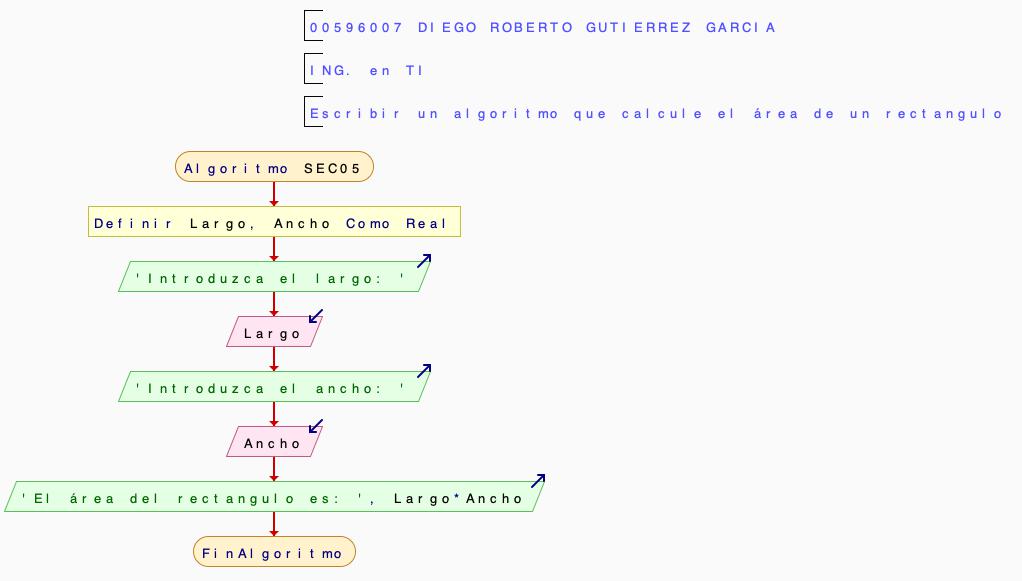 00596007 DIEGO ROBERTO GUTIERREZ GARCIA
ING. en TI
Escribir un algoritmo que calcule el área de un rectangulo
Algoritmo SEC05
Definir Largo, Ancho Como Real
'Introduzca el largo: '
Largo
'Introduzca el ancho: '
Ancho
'El área del rectangulo es: ', Largo*Ancho
FinAlgoritmo